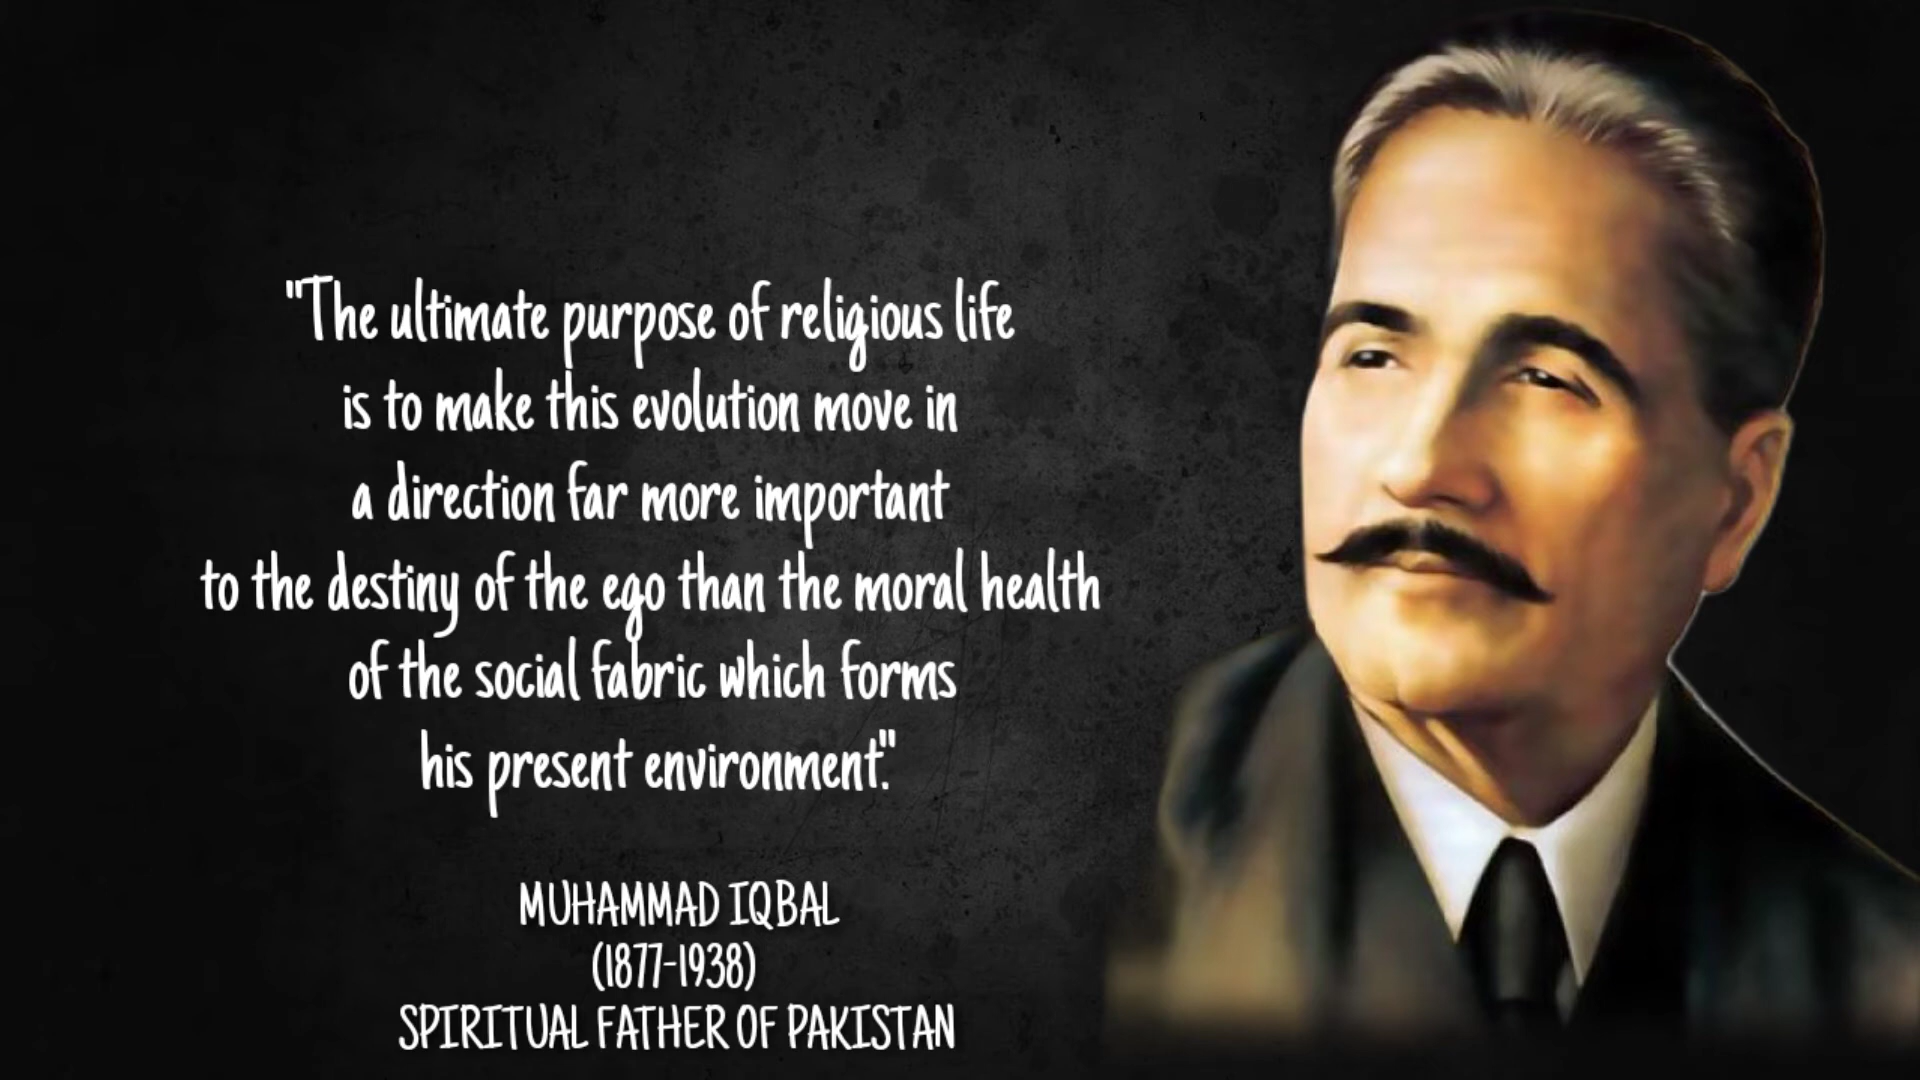 "The ultimate purpose of religious life
is to make this evolution move in
a direction far more important
to the destiny of the ego than the moral health
of the social fabric which forms
his present environment."
MUHAMMAD IQBAL
(1877-1938)
SPIRITUAL FATHER OF PAKISTAN